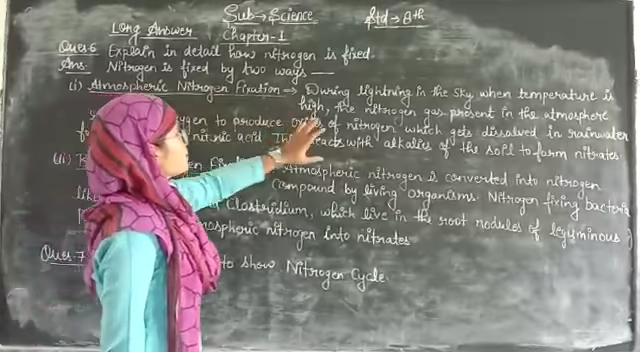 Sub → Science
Std → 8th
Long Answer
Chapter-1
Ques.6 Explain in detail how nitrogen is fixed.
Ans. Nitrogen is fixed by two ways —
(i) Atmospheric Nitrogen Fixation → During lightning in the sky when temperature is
high, the nitrogen gas present in the atmosphere
to produce oxides of nitrogen which gets dissolved in rainwater
nitric acid reacts with alkalies of the soil to form nitrates
(ii) Atmospheric nitrogen is converted into nitrogen
compound by living organisms. Nitrogen fixing bacteria
Clostridium, which live in the root nodules of leguminous
nitrogen into nitrates
Ques.7 to show Nitrogen Cycle.